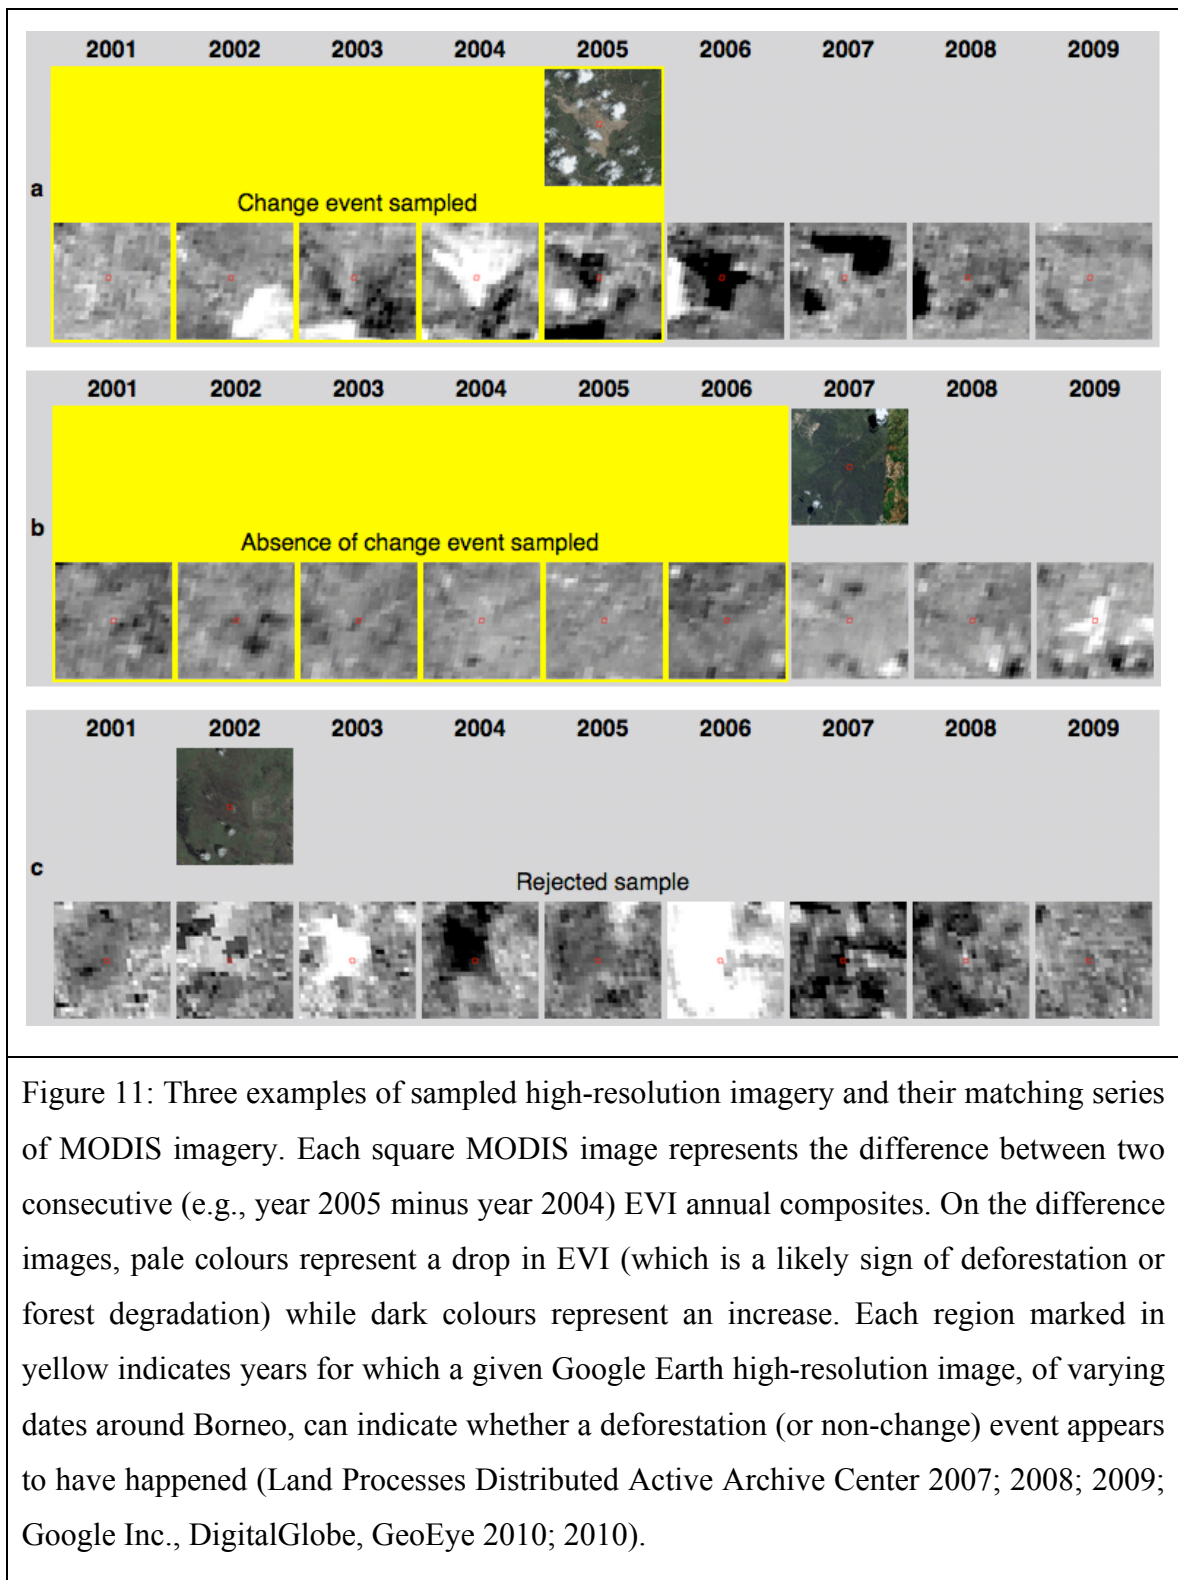 2001 2002 2003 2004 2005 2006 2007 2008 2009
a
Change event sampled
2001 2002 2003 2004 2005 2006 2007 2008 2009
b
Absence of change event sampled
2001 2002 2003 2004 2005 2006 2007 2008 2009
c
Rejected sample
Figure 11: Three examples of sampled high-resolution imagery and their matching series
of MODIS imagery. Each square MODIS image represents the difference between two
consecutive (e.g., year 2005 minus year 2004) EVI annual composites. On the difference
images, pale colours represent a drop in EVI (which is a likely sign of deforestation or
forest degradation) while dark colours represent an increase. Each region marked in
yellow indicates years for which a given Google Earth high-resolution image, of varying
dates around Borneo, can indicate whether a deforestation (or non-change) event appears
to have happened (Land Processes Distributed Active Archive Center 2007; 2008; 2009;
Google Inc., DigitalGlobe, GeoEye 2010; 2010).